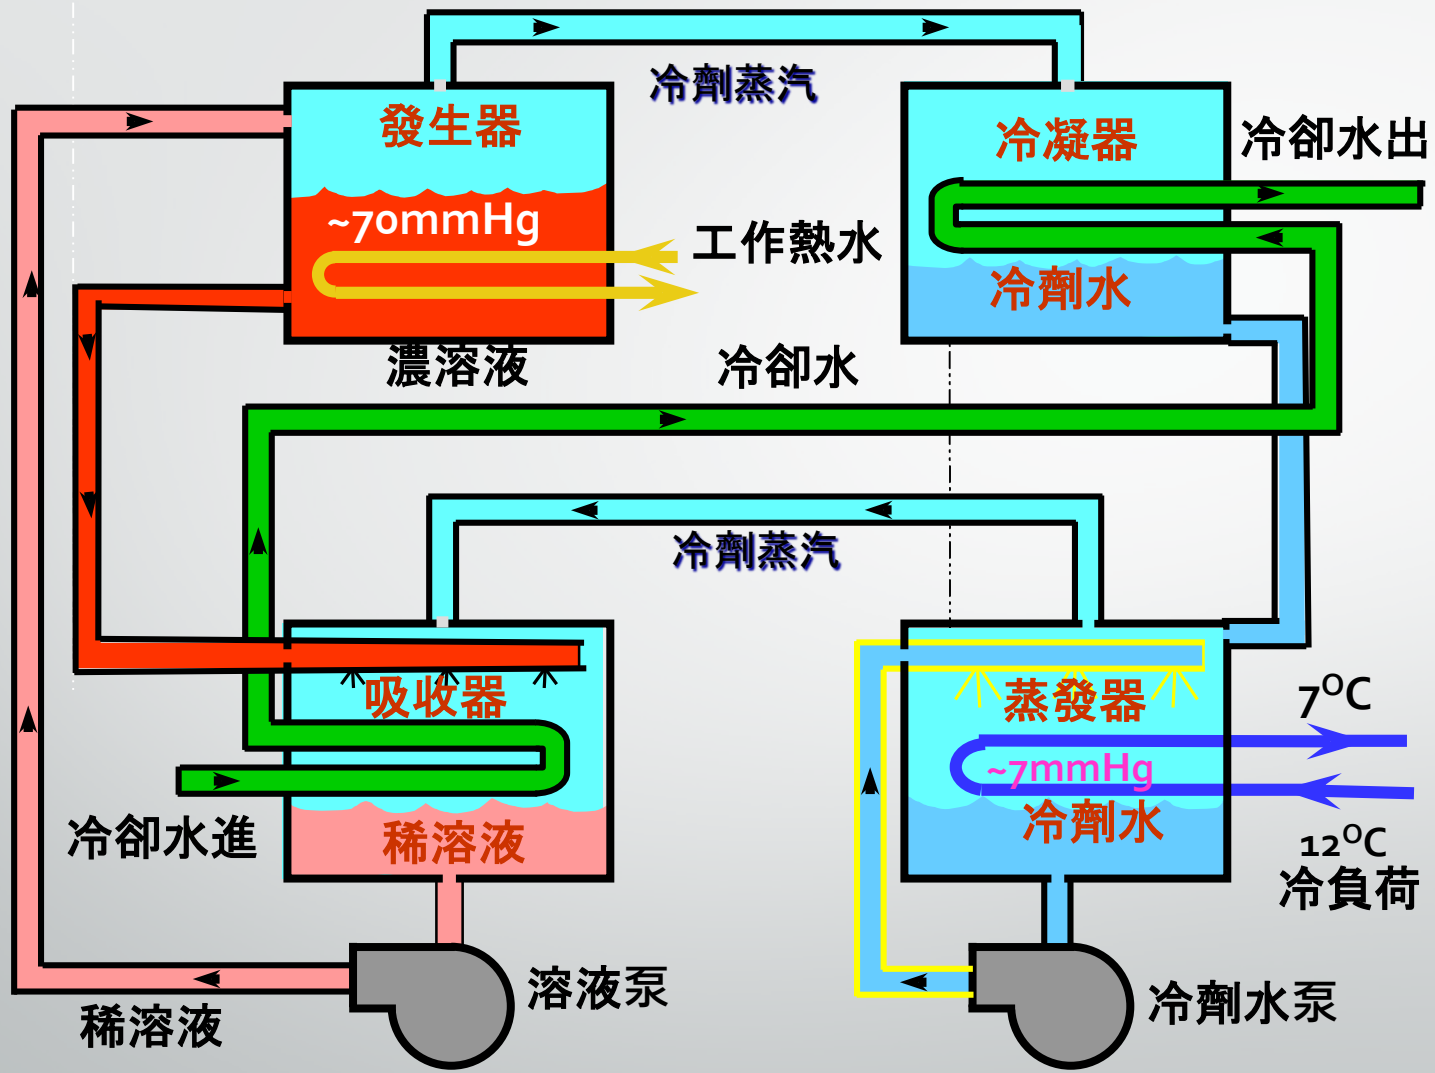 冷劑蒸汽
發生器
冷凝器
冷卻水出
~70mmHg
工作熱水
冷劑水
濃溶液
冷卻水
冷劑蒸汽
吸收器
蒸發器
7OC
~7mmHg
冷劑水
冷卻水進
稀溶液
12OC
冷負荷
溶液泵
冷劑水泵
稀溶液